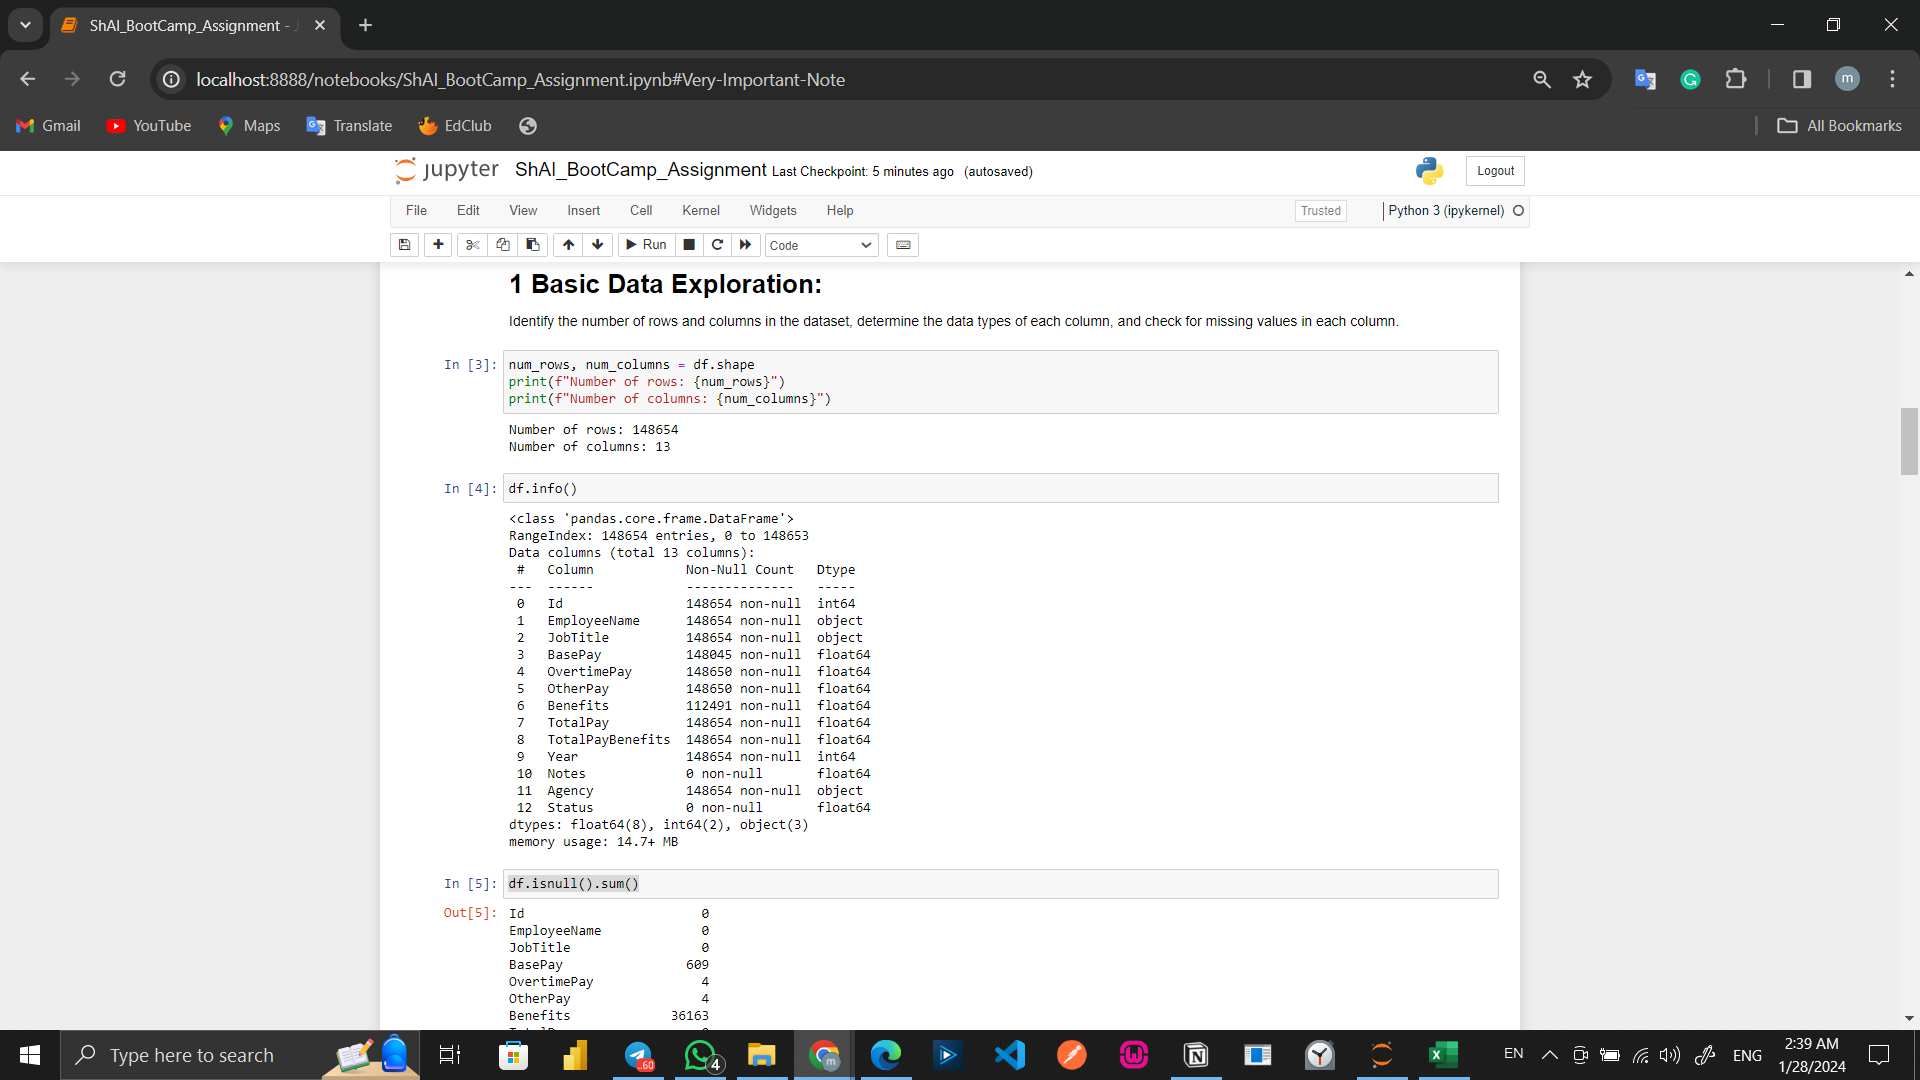 ShAI_BootCamp_Assignment - J
localhost:8888/notebooks/ShAI_BootCamp_Assignment.ipynb#Very-Important-Note
m
Gmail YouTube Maps Translate EdClub All Bookmarks
jupyter ShAI_BootCamp_Assignment Last Checkpoint: 5 minutes ago (autosaved) Logout
File Edit View Insert Cell Kernel Widgets Help Trusted Python 3 (ipykernel)
Run Code
1 Basic Data Exploration:
Identify the number of rows and columns in the dataset, determine the data types of each column, and check for missing values in each column.
In [3]: num_rows, num_columns = df.shape
print(f"Number of rows: {num_rows}")
print(f"Number of columns: {num_columns}")
Number of rows: 148654
Number of columns: 13
In [4]: df.info()
<class 'pandas.core.frame.DataFrame'>
RangeIndex: 148654 entries, 0 to 148653
Data columns (total 13 columns):
 #   Column            Non-Null Count   Dtype
---  ------            --------------   -----
 0   Id                148654 non-null  int64
 1   EmployeeName      148654 non-null  object
 2   JobTitle          148654 non-null  object
 3   BasePay           148045 non-null  float64
 4   OvertimePay       148650 non-null  float64
 5   OtherPay          148650 non-null  float64
 6   Benefits          112491 non-null  float64
 7   TotalPay          148654 non-null  float64
 8   TotalPayBenefits  148654 non-null  float64
 9   Year              148654 non-null  int64
 10  Notes             0 non-null       float64
 11  Agency            148654 non-null  object
 12  Status            0 non-null       float64
dtypes: float64(8), int64(2), object(3)
memory usage: 14.7+ MB
In [5]: df.isnull().sum()
Out[5]: Id                       0
EmployeeName             0
JobTitle                 0
BasePay                609
OvertimePay              4
OtherPay                 4
Benefits             36163
Type here to search
.60
4
m
EN
ENG
2:39 AM
1/28/2024